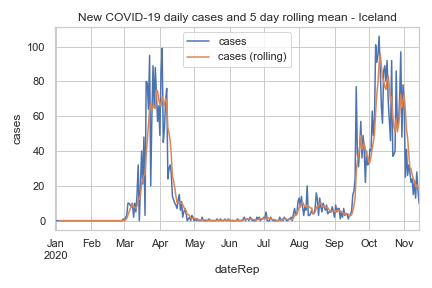 New COVID-19 daily cases and 5 day rolling mean - Iceland
cases
cases (rolling)
cases
100
80
60
40
20
0
Jan Feb Mar Apr May Jun Jul Aug Sep Oct Nov
2020
dateRep